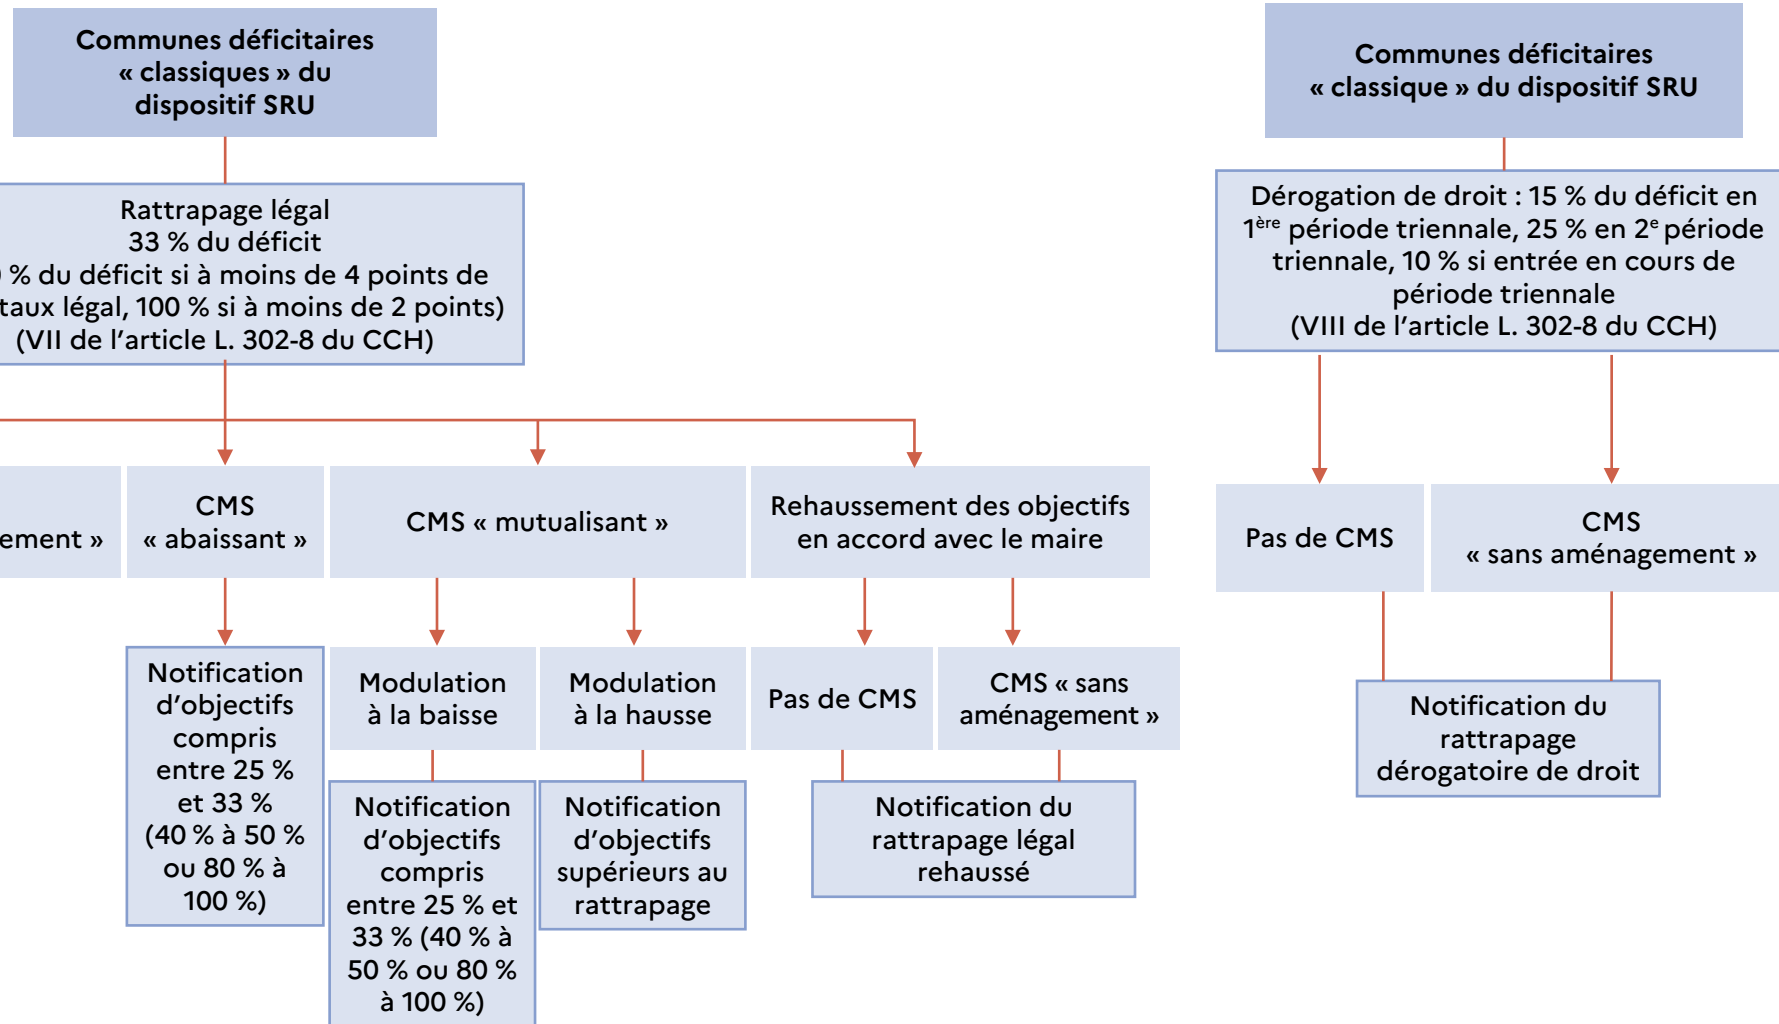 Communes déficitaires
« classiques » du
dispositif SRU
Rattrapage légal
33 % du déficit
% du déficit si à moins de 4 points de
taux légal, 100 % si à moins de 2 points)
(VII de l'article L. 302-8 du CCH)
ement »
CMS
« abaissant »
CMS « mutualisant »
Rehaussement des objectifs
en accord avec le maire
Notification
d'objectifs
compris
entre 25 %
et 33 %
(40 % à 50 %
ou 80 % à
100 %)
Modulation
à la baisse
Modulation
à la hausse
Pas de CMS
CMS « sans
aménagement »
Notification
d'objectifs
compris
entre 25 % et
33 % (40 % à
50 % ou 80 %
à 100 %)
Notification
d'objectifs
supérieurs au
rattrapage
Notification du
rattrapage légal
rehaussé
Communes déficitaires
« classique » du dispositif SRU
Dérogation de droit : 15 % du déficit en
1ère période triennale, 25 % en 2e période
triennale, 10 % si entrée en cours de
période triennale
(VIII de l'article L. 302-8 du CCH)
Pas de CMS
CMS
« sans aménagement »
Notification du
rattrapage
dérogatoire de droit